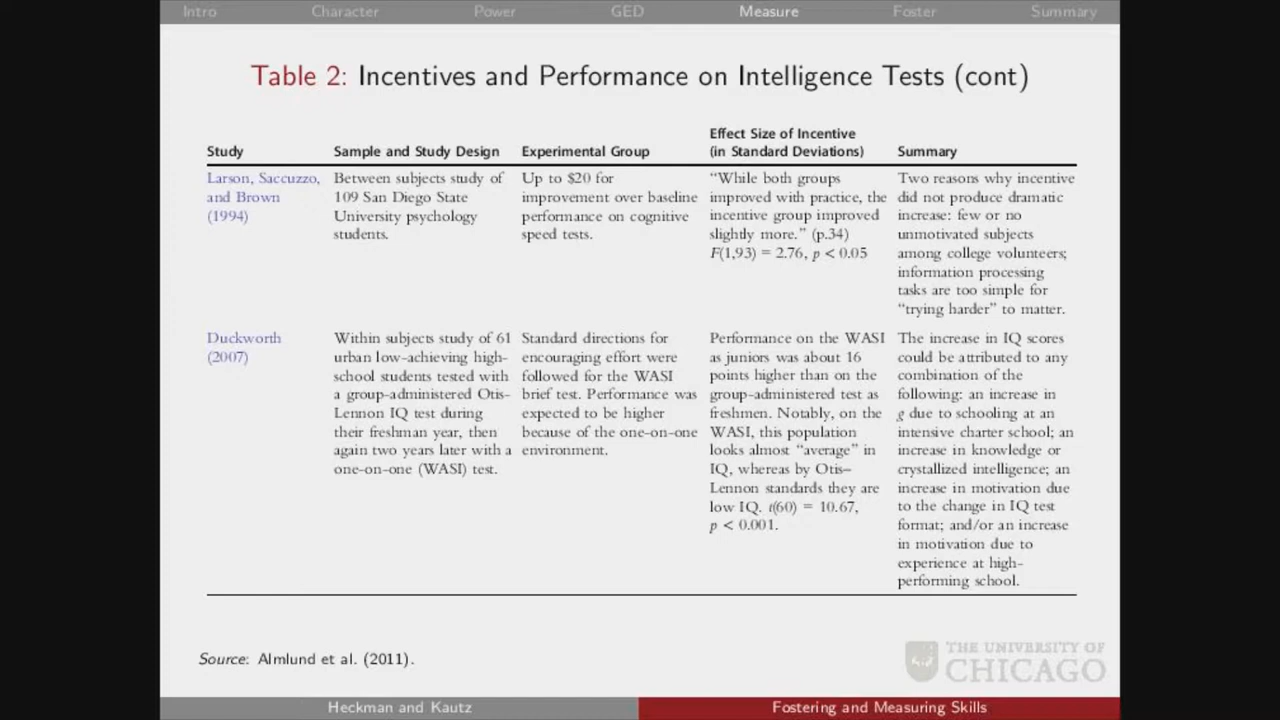 Intro Character Power GED Measure Foster Summary
Table 2: Incentives and Performance on Intelligence Tests (cont)
Study
Sample and Study Design
Experimental Group
Effect Size of Incentive
(in Standard Deviations)
Summary
Larson, Saccuzzo,
and Brown
(1994)
Between subjects study of
109 San Diego State
University psychology
students.
Up to $20 for
improvement over baseline
performance on cognitive
speed tests.
“While both groups
improved with practice, the
incentive group improved
slightly more.” (p.34)
F(1,93) = 2.76, p < 0.05
Two reasons why incentive
did not produce dramatic
increase: few or no
unmotivated subjects
among college volunteers;
information processing
tasks are too simple for
“trying harder” to matter.
Duckworth
(2007)
Within subjects study of 61
urban low-achieving high-
school students tested with
a group-administered Otis-
Lennon IQ test during
their freshman year, then
again two years later with a
one-on-one (WASI) test.
Standard directions for
encouraging effort were
followed for the WASI
brief test. Performance was
expected to be higher
because of the one-on-one
environment.
Performance on the WASI
as juniors was about 16
points higher than on the
group-administered test as
freshmen. Notably, on the
WASI, this population
looks almost “average” in
IQ, whereas by Otis–
Lennon standards they are
low IQ. t(60) = 10.67,
p < 0.001.
The increase in IQ scores
could be attributed to any
combination of the
following: an increase in
g due to schooling at an
intensive charter school; an
increase in knowledge or
crystallized intelligence; an
increase in motivation due
to the change in IQ test
format; and/or an increase
in motivation due to
experience at high-
performing school.
Source: Almlund et al. (2011).
THE UNIVERSITY OF
CHICAGO
Heckman and Kautz
Fostering and Measuring Skills